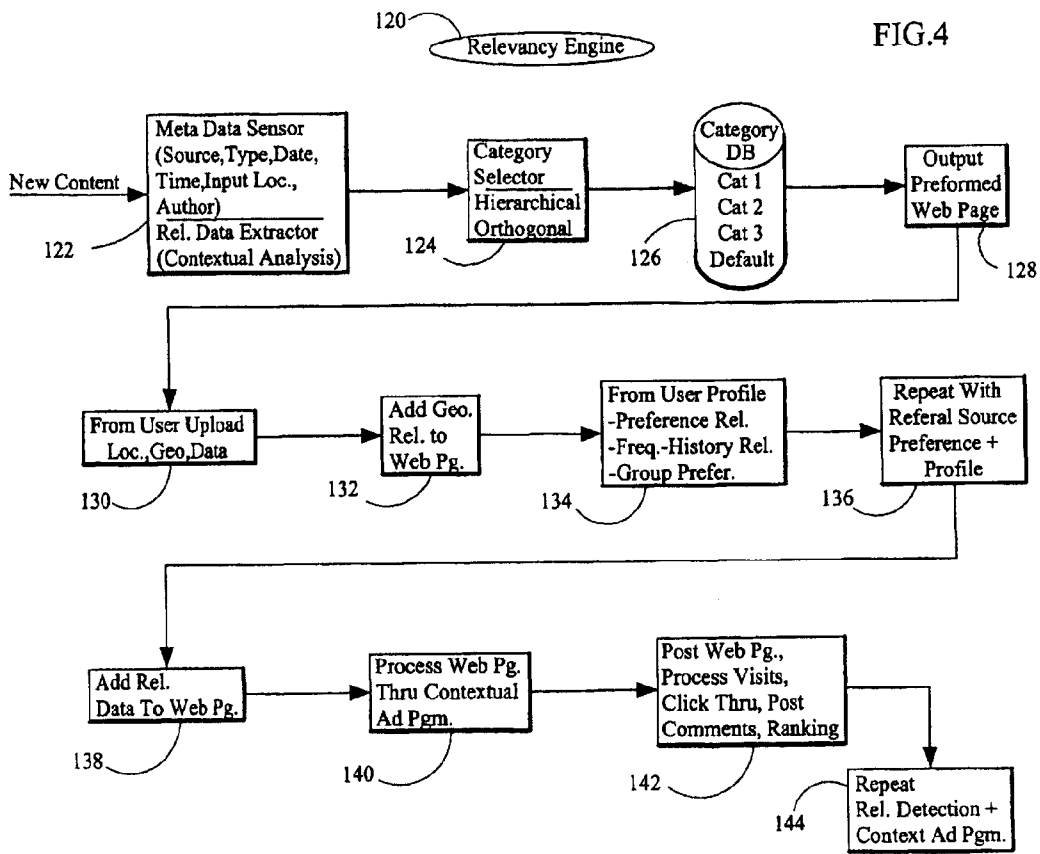 120
Relevancy Engine
FIG.4
New Content
Meta Data Sensor
(Source,Type,Date,
Time,Input Loc.,
Author)
Rel. Data Extractor
(Contextual Analysis)
122
Category
Selector
Hierarchical
Orthogonal
124
Category
DB
Cat 1
Cat 2
Cat 3
Default
126
Output
Preformed
Web Page
128
From User Upload
Loc.,Geo,Data
130
Add Geo.
Rel. to
Web Pg.
132
From User Profile
-Preference Rel.
-Freq.-History Rel.
-Group Prefer.
134
Repeat With
Referal Source
Preference +
Profile
136
Add Rel.
Data To Web Pg.
138
Process Web Pg.
Thru Contextual
Ad Pgm.
140
Post Web Pg.,
Process Visits,
Click Thru, Post
Comments, Ranking
142
Repeat
Rel. Detection +
Context Ad Pgm.
144